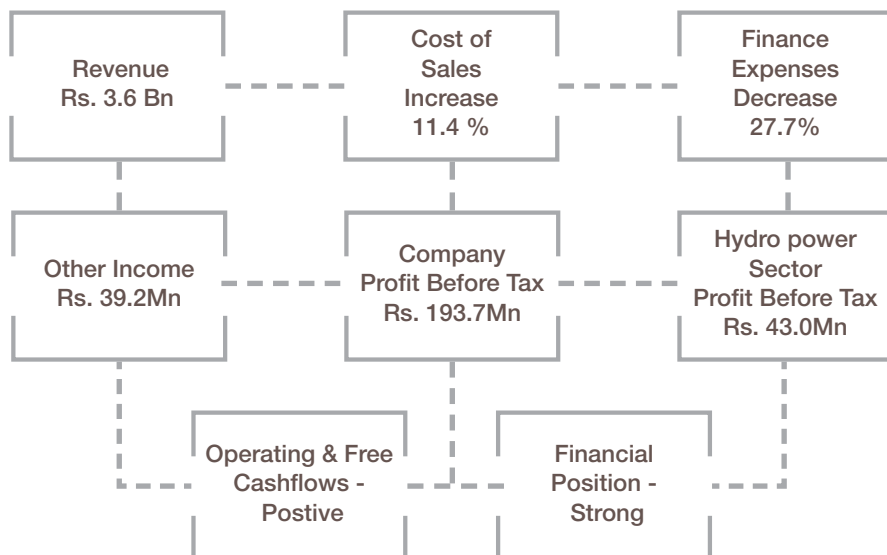 Revenue
Rs. 3.6 Bn
Cost of
Sales
Increase
11.4 %
Finance
Expenses
Decrease
27.7%
Other Income
Rs. 39.2Mn
Company
Profit Before Tax
Rs. 193.7Mn
Hydro power
Sector
Profit Before Tax
Rs. 43.0Mn
Operating & Free
Cashflows -
Postive
Financial
Position -
Strong